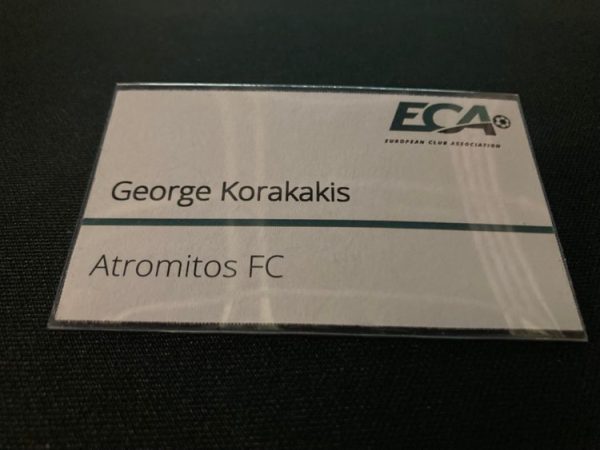 ECA
EUROPEAN CLUB ASSOCIATION
George Korakakis
Atromitos FC